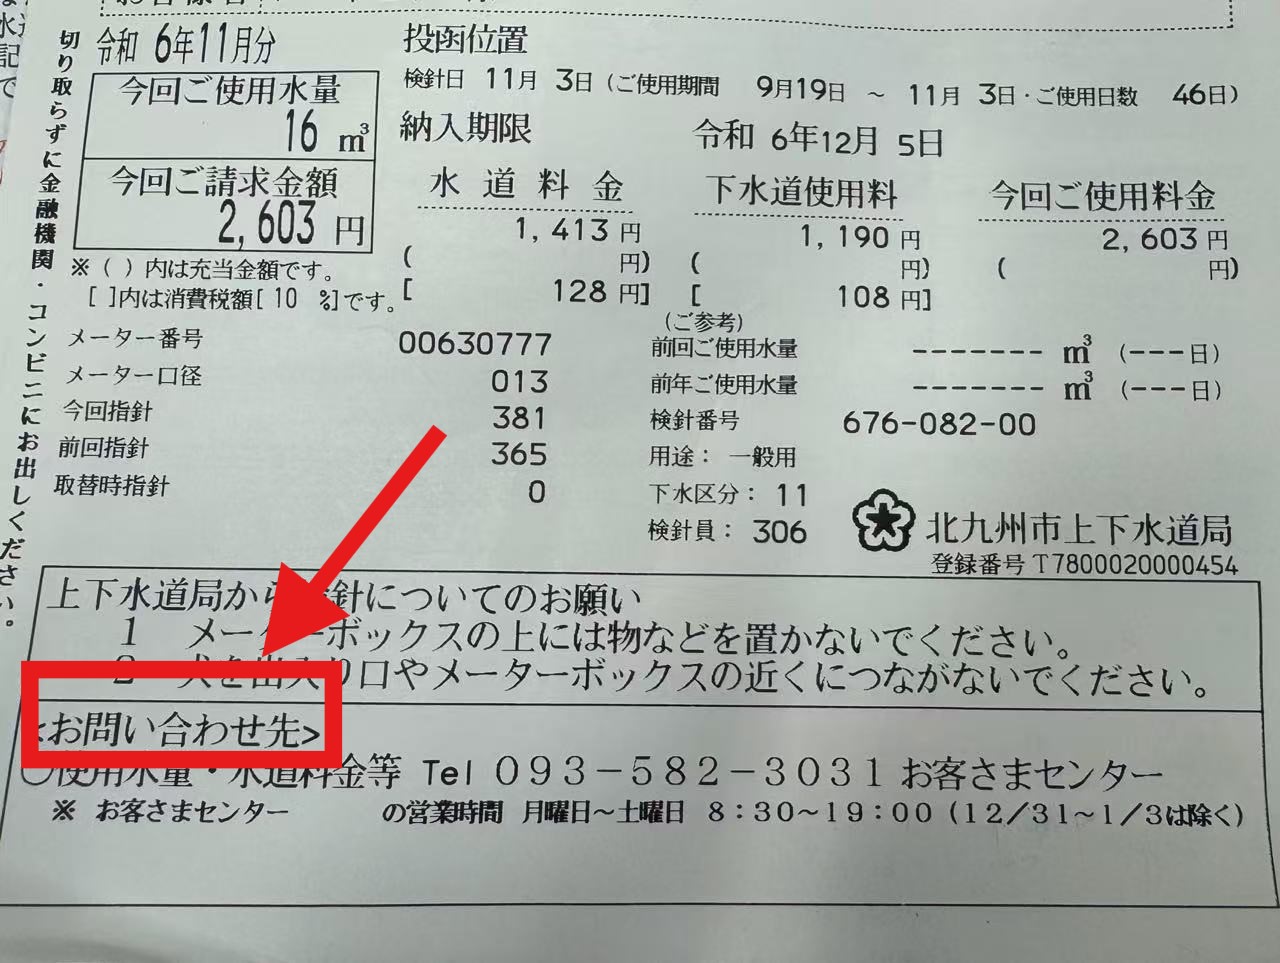 令和 6年11月分
今回ご使用水量
16 m³
今回ご請求金額
2,603 円
※( )内は充当金額です。
[ ]内は消費税額[ 10 %]です。
切り取らずに金融機関・コンビニにお出しください。
投函位置
検針日 11月 3日 (ご使用期間 9月19日 ～ 11月 3日・ご使用日数 46日)
納入期限 令和 6年12月 5日
水道料金 下水道使用料 今回ご使用料金
1,413 円 1,190 円 2,603 円
( 円) ( 円) ( 円)
[ 128 円] [ 108 円]
メーター番号 00630777
メーター口径 013
今回指針 381
前回指針 365
取替時指針 0
(ご参考)
前回ご使用水量 ------- m³ (---日)
前年ご使用水量 ------- m³ (---日)
検針番号 676-082-00
用途： 一般用
下水区分： 11
検針員： 306
北九州市上下水道局
登録番号 T7800020000454
上下水道局から 針についてのお願い
1 メーターボックスの上には物などを置かないでください。
2 犬を出入り口やメーターボックスの近くにつながないでください。
<お問い合わせ先>
○使用水量・水道料金等 Tel 093-582-3031 お客さまセンター
※ お客さまセンター の営業時間 月曜日～土曜日 8：30～19：00 (12/31～1/3は除く)